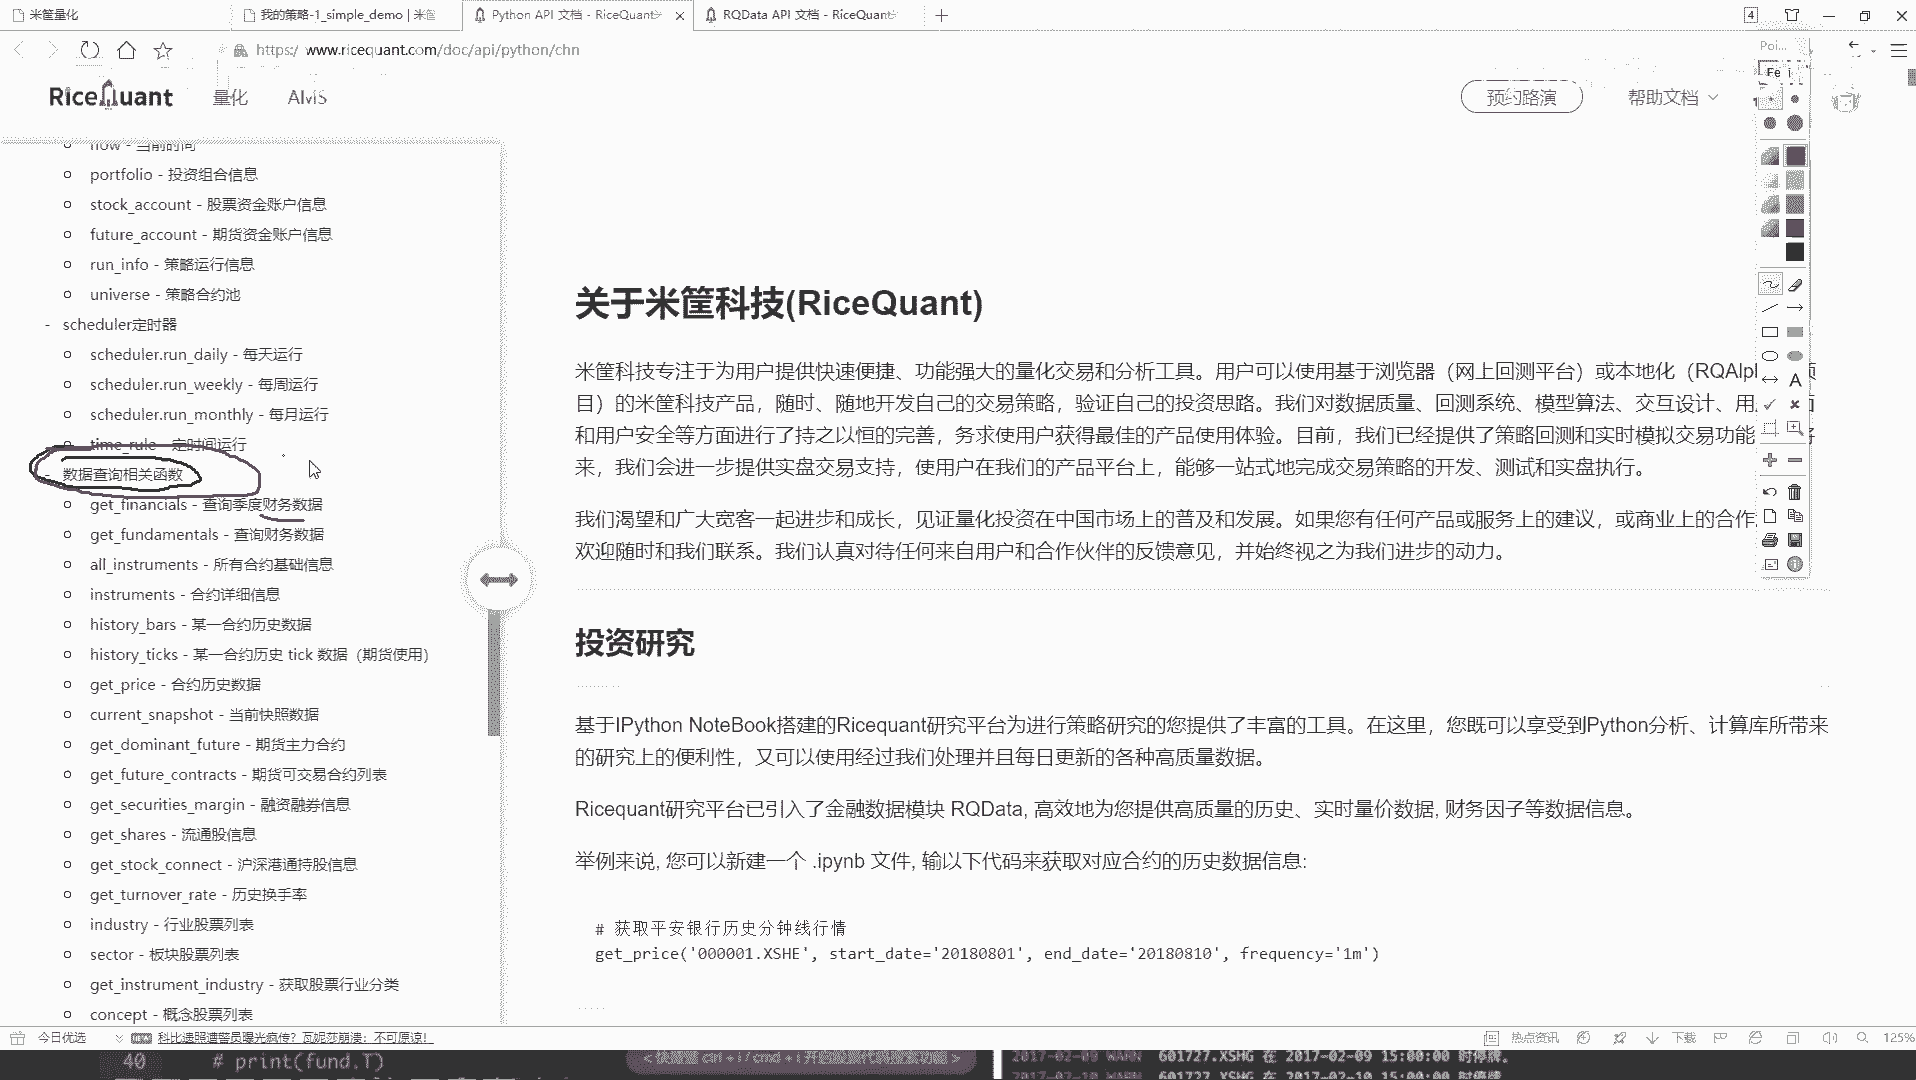 米筐量化
我的策略-1_simple_demo | 米筐
Python API 文档 - RiceQuant
RQData API 文档 - RiceQuant
4
https:/ www.ricequant.com/doc/api/python/chn
RiceQuant
量化
AMS
预约路演
帮助文档
Poi...
now - 当前时间
portfolio - 投资组合信息
stock_account - 股票资金账户信息
future_account - 期货资金账户信息
run_info - 策略运行信息
universe - 策略合约池
- scheduler定时器
scheduler.run_daily - 每天运行
scheduler.run_weekly - 每周运行
scheduler.run_monthly - 每月运行
time_rule - 定时间运行
数据查询相关函数
get_financials - 查询季度财务数据
get_fundamentals - 查询财务数据
all_instruments - 所有合约基础信息
instruments - 合约详细信息
history_bars - 某一合约历史数据
history_ticks - 某一合约历史 tick 数据（期货使用）
get_price - 合约历史数据
current_snapshot - 当前快照数据
get_dominant_future - 期货主力合约
get_future_contracts - 期货可交易合约列表
get_securities_margin - 融资融券信息
get_shares - 流通股信息
get_stock_connect - 沪深港通持股信息
get_turnover_rate - 历史换手率
industry - 行业股票列表
sector - 板块股票列表
get_instrument_industry - 获取股票行业分类
concept - 概念股票列表
关于米筐科技(RiceQuant)
米筐科技专注于为用户提供快速便捷、功能强大的量化交易和分析工具。用户可以使用基于浏览器（网上回测平台）或本地化（RQAlp 项
目）的米筐科技产品，随时、随地开发自己的交易策略，验证自己的投资思路。我们对数据质量、回测系统、模型算法、交互设计、用 面
和用户安全等方面进行了持之以恒的完善，务求使用户获得最佳的产品使用体验。目前，我们已经提供了策略回测和实时模拟交易功能 好
来，我们会进一步提供实盘交易支持，使用户在我们的产品平台上，能够一站式地完成交易策略的开发、测试和实盘执行。
我们渴望和广大宽客一起进步和成长，见证量化投资在中国市场上的普及和发展。如果您有任何产品或服务上的建议，或商业上的合作
欢迎随时和我们联系。我们认真对待任何来自用户和合作伙伴的反馈意见，并始终视之为我们进步的动力。
投资研究
基于IPython NoteBook搭建的Ricequant研究平台为进行策略研究的您提供了丰富的工具。在这里，您既可以享受到Python分析、计算库所带来
的研究上的便利性，又可以使用经过我们处理并且每日更新的各种高质量数据。
Ricequant研究平台已引入了金融数据模块 RQData, 高效地为您提供高质量的历史、实时量价数据, 财务因子等数据信息。
举例来说, 您可以新建一个 .ipynb 文件, 输以下代码来获取对应合约的历史数据信息:
# 获取平安银行历史分钟线行情
get_price('000001.XSHE', start_date='20180801', end_date='20180810', frequency='1m')
今日优选
科比遗照遭警员曝光疯传？瓦妮莎崩溃：不可原谅！
热点资讯
下载
125%
40 # print(fund.T)
2017-02-09 WARN 601727.XSHG 在 2017-02-09 15:00:00 时停牌。
2017-02-10 WARN 601727.XSHG 在 2017-02-10 15:00:00 时停牌。